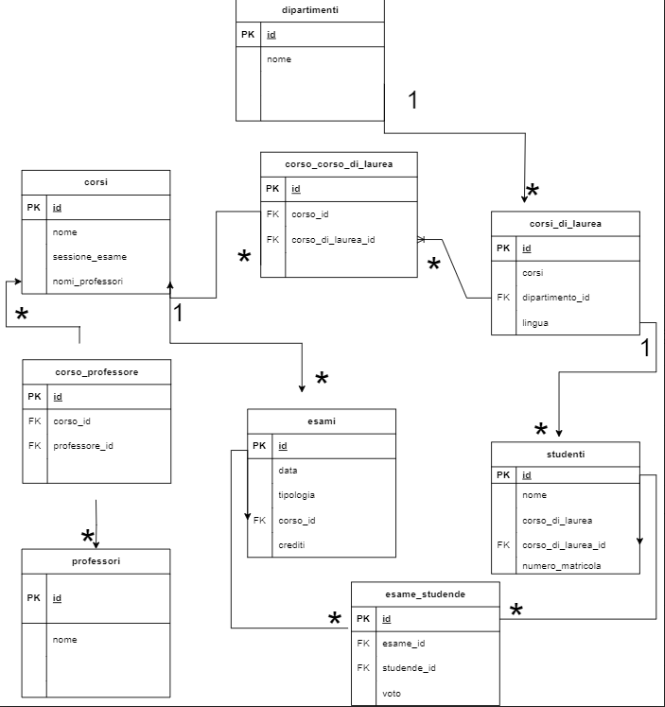 dipartimenti
PK id
nome
1
*
corso_corso_di_laurea
PK id
FK corso_id
FK corso_di_laurea_id
*
*
corsi
PK id
nome
sessione_esame
nomi_professori
*
1
*
corsi_di_laurea
PK id
corsi
FK dipartimento_id
lingua
1
*
corso_professore
PK id
FK corso_id
FK professore_id
*
esami
PK id
data
tipologia
FK corso_id
crediti
studenti
PK id
nome
corso_di_laurea
FK corso_di_laurea_id
numero_matricola
professori
PK id
nome
*
*
esame_studende
PK id
FK esame_id
FK studende_id
voto